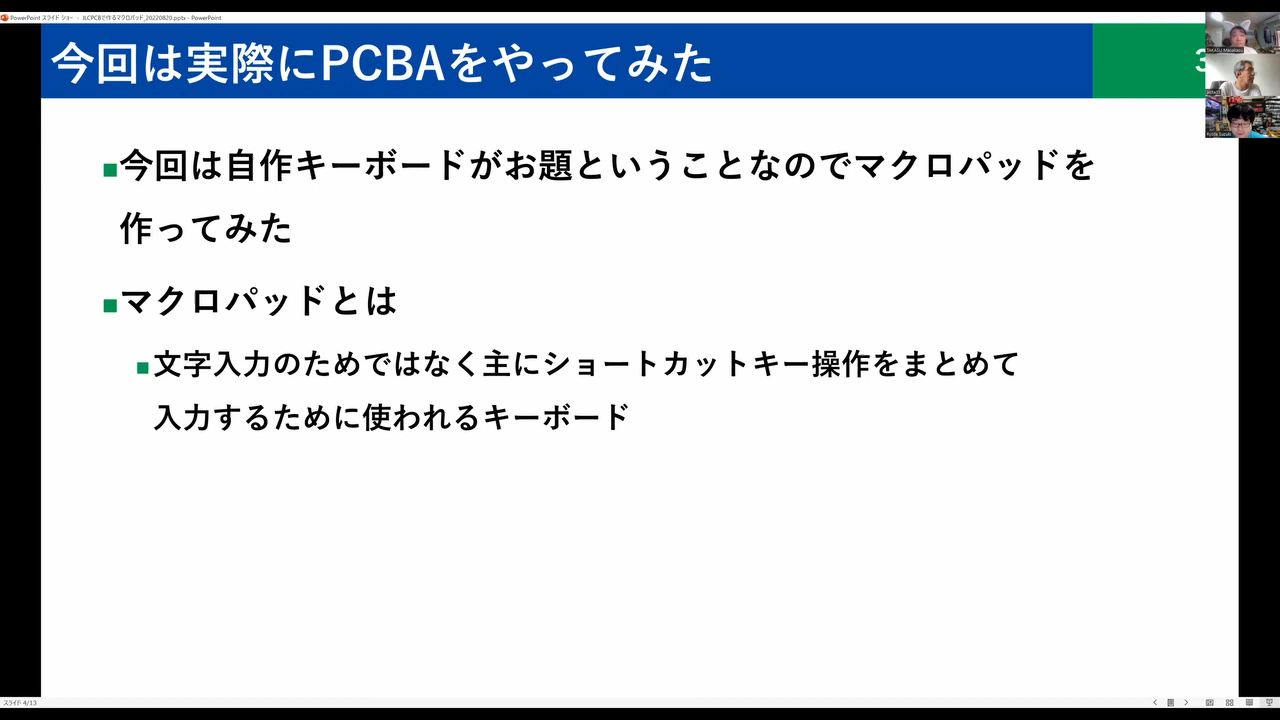 PowerPoint スライド ショー - JLCPCBで作るマクロパッド_20220820.pptx - PowerPoint
今回は実際にPCBAをやってみた
3
TAKASU Masakazu
Kyota Suzuki
今回は自作キーボードがお題ということなのでマクロパッドを
作ってみた
マクロパッドとは
文字入力のためではなく主にショートカットキー操作をまとめて
入力するために使われるキーボード
スライド 4/13